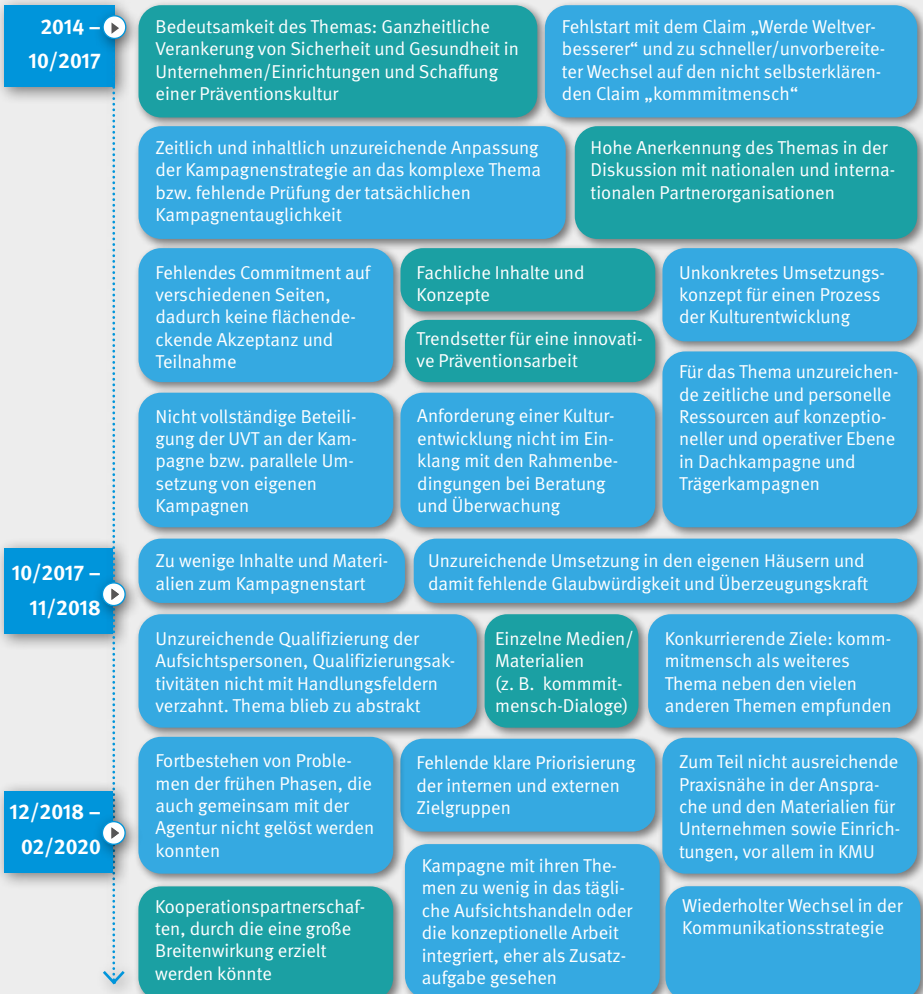 2014 –
10/2017
Bedeutsamkeit des Themas: Ganzheitliche
Verankerung von Sicherheit und Gesundheit in
Unternehmen/Einrichtungen und Schaffung
einer Präventionskultur
Fehlstart mit dem Claim „Werde Weltver-
besserer“ und zu schneller/unvorbereite-
ter Wechsel auf den nicht selbsterklären-
den Claim „kommmitmensch“
Zeitlich und inhaltlich unzureichende Anpassung
der Kampagnenstrategie an das komplexe Thema
bzw. fehlende Prüfung der tatsächlichen
Kampagnentauglichkeit
Hohe Anerkennung des Themas in der
Diskussion mit nationalen und interna-
tionalen Partnerorganisationen
Fehlendes Commitment auf
verschiedenen Seiten,
dadurch keine flächende-
ckende Akzeptanz und
Teilnahme
Fachliche Inhalte und
Konzepte
Unkonkretes Umsetzungs-
konzept für einen Prozess
der Kulturentwicklung
Trendsetter für eine innovati-
ve Präventionsarbeit
Für das Thema unzureichen-
de zeitliche und personelle
Ressourcen auf konzeptio-
neller und operativer Ebene
in Dachkampagne und
Trägerkampagnen
Nicht vollständige Beteili-
gung der UVT an der Kam-
pagne bzw. parallele Um-
setzung von eigenen
Kampagnen
Anforderung einer Kultur-
entwicklung nicht im Ein-
klang mit den Rahmenbe-
dingungen bei Beratung
und Überwachung
10/2017 –
11/2018
Zu wenige Inhalte und Materi-
alien zum Kampagnenstart
Unzureichende Umsetzung in den eigenen Häusern und
damit fehlende Glaubwürdigkeit und Überzeugungskraft
Unzureichende Qualifizierung der
Aufsichtspersonen, Qualifizierungsak-
tivitäten nicht mit Handlungsfeldern
verzahnt. Thema blieb zu abstrakt
Einzelne Medien/
Materialien
(z. B. kommmit-
mensch-Dialoge)
Konkurrierende Ziele: komm-
mitmensch als weiteres
Thema neben den vielen
anderen Themen empfunden
12/2018 –
02/2020
Fortbestehen von Proble-
men der frühen Phasen, die
auch gemeinsam mit der
Agentur nicht gelöst werden
konnten
Fehlende klare Priorisierung
der internen und externen
Zielgruppen
Zum Teil nicht ausreichende
Praxisnähe in der Anspra-
che und den Materialien für
Unternehmen sowie Einrich-
tungen, vor allem in KMU
Kooperationspartnerschaf-
ten, durch die eine große
Breitenwirkung erzielt
werden könnte
Kampagne mit ihren The-
men zu wenig in das tägli-
che Aufsichtshandeln oder
die konzeptionelle Arbeit
integriert, eher als Zusatz-
aufgabe gesehen
Wiederholter Wechsel in der
Kommunikationsstrategie